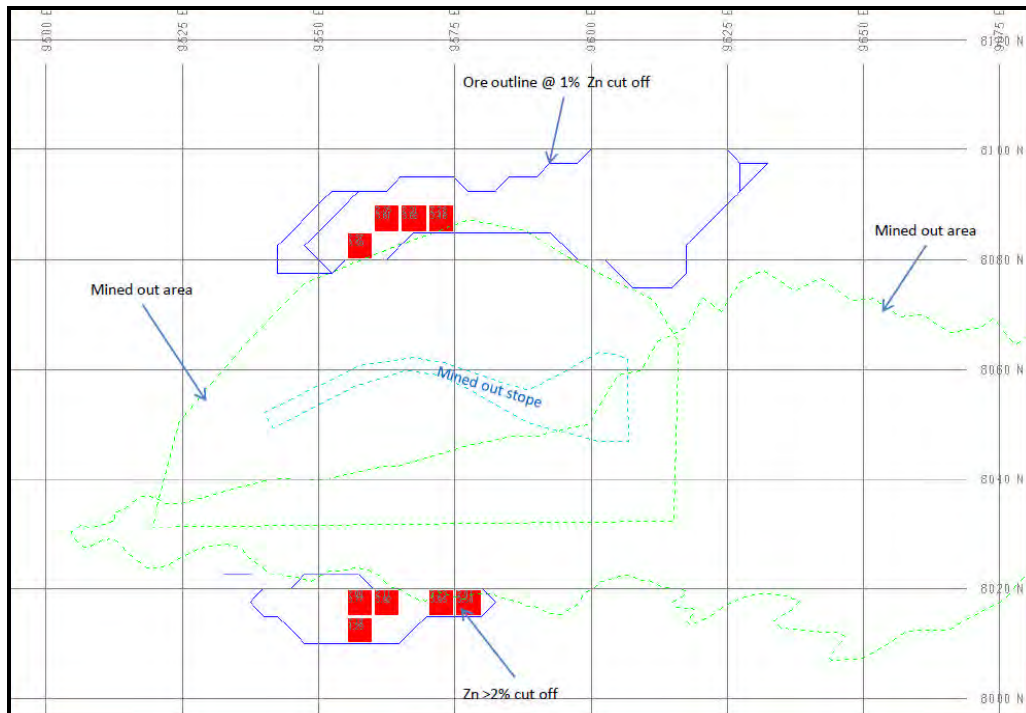 9500 E
9525 E
9550 E
9575 E
9600 E
9625 E
9650 E
9675 E
8120 N
Ore outline @ 1% Zn cut off
8100 N
Mined out area
8080 N
Mined out area
8060 N
Mined out stope
8040 N
8020 N
Zn >2% cut off
8000 N